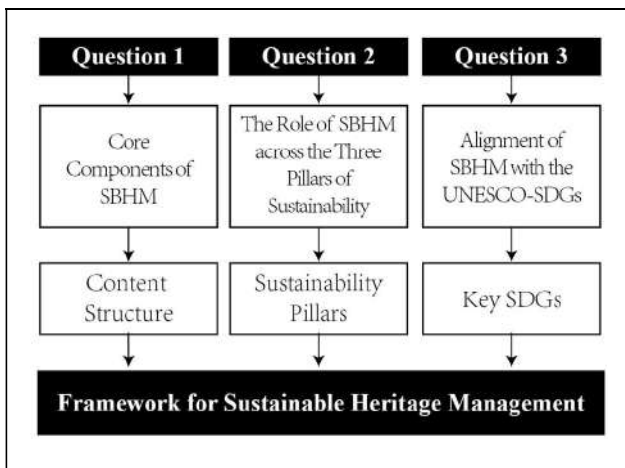 Question 1
Question 2
Question 3
Core
Components of
SBHM
The Role of SBHM
across the Three
Pillars of
Sustainability
Alignment of
SBHM with the
UNESCO-SDGs
Content
Structure
Sustainability
Pillars
Key SDGs
Framework for Sustainable Heritage Management